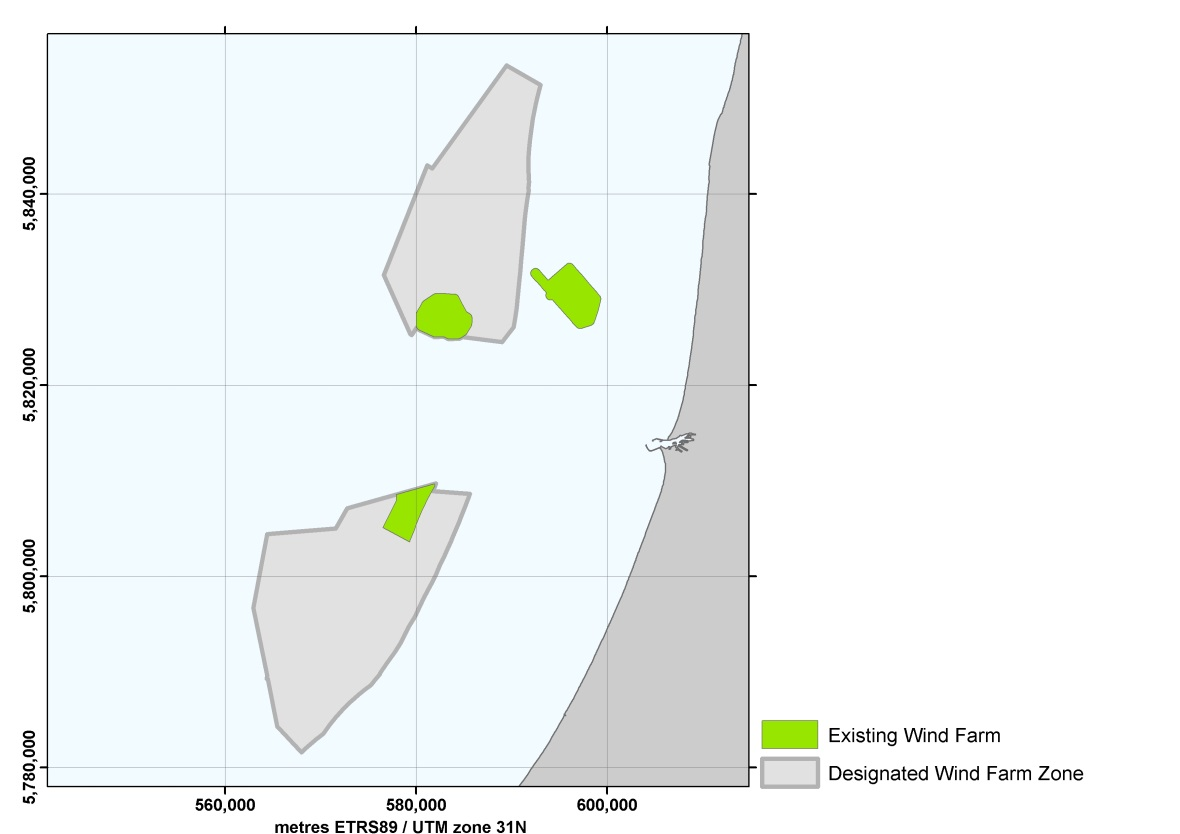 5,840,000
5,820,000
5,800,000
5,780,000
560,000
580,000
600,000
metres ETRS89 / UTM zone 31N
Existing Wind Farm
Designated Wind Farm Zone